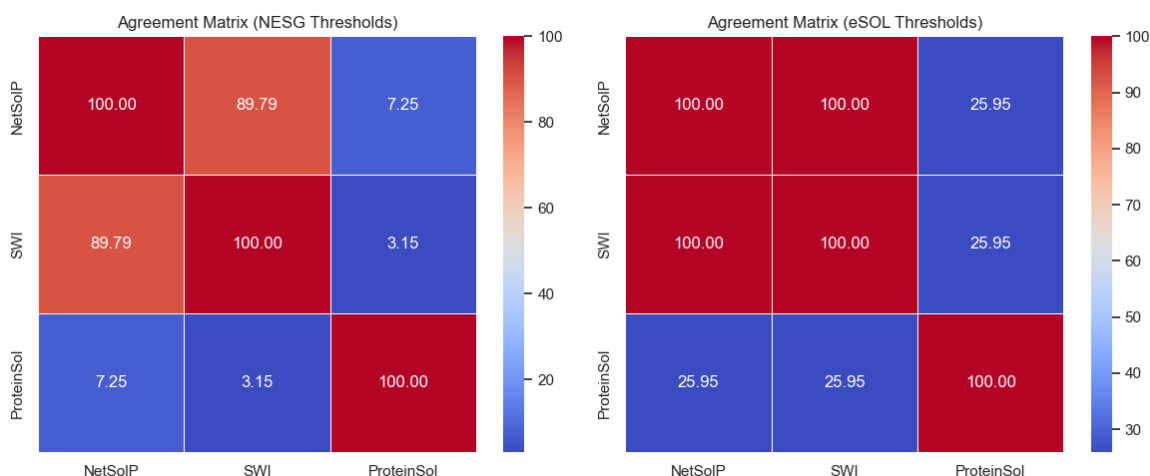 Agreement Matrix (NESG Thresholds)
NetSolP
SWI
ProteinSol
100.00 89.79 7.25
89.79 100.00 3.15
7.25 3.15 100.00
NetSolP SWI ProteinSol
100
80
60
40
20
Agreement Matrix (eSOL Thresholds)
NetSolP
SWI
ProteinSol
100.00 100.00 25.95
100.00 100.00 25.95
25.95 25.95 100.00
NetSolP SWI ProteinSol
100
90
80
70
60
50
40
30